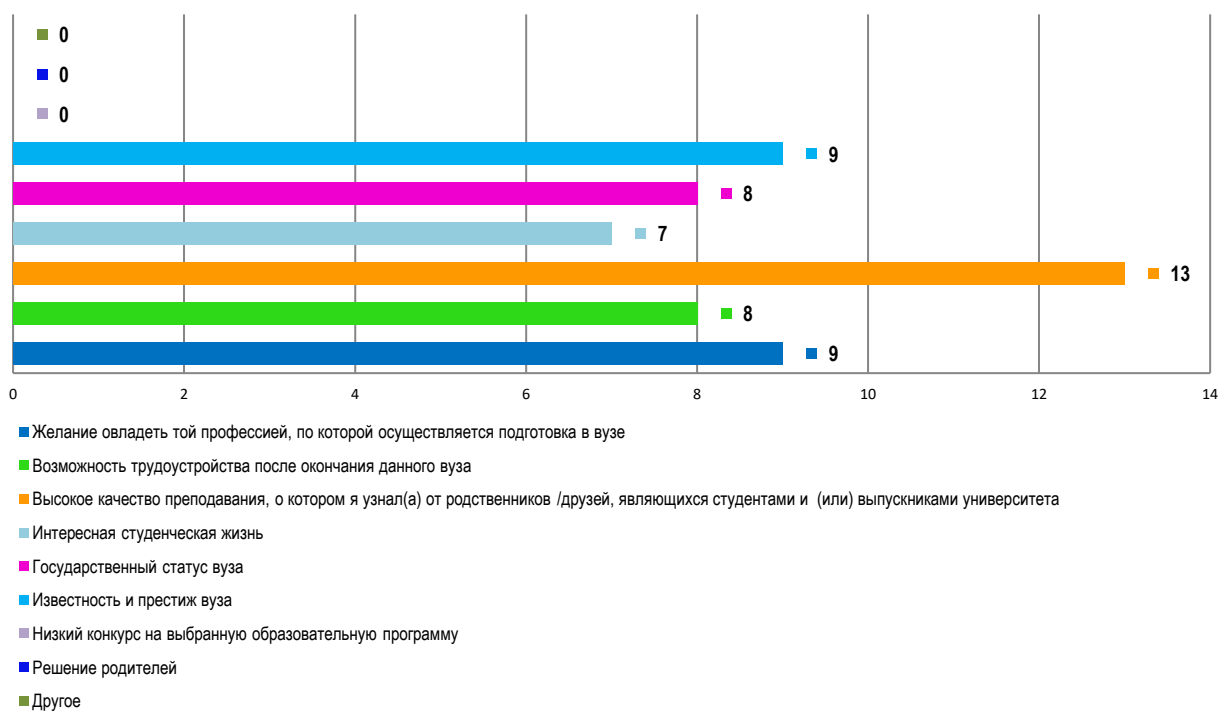 0
0
0
9
8
7
13
8
9
0 2 4 6 8 10 12 14
Желание овладеть той профессией, по которой осуществляется подготовка в вузе
Возможность трудоустройства после окончания данного вуза
Высокое качество преподавания, о котором я узнал(а) от родственников /друзей, являющихся студентами и (или) выпускниками университета
Интересная студенческая жизнь
Государственный статус вуза
Известность и престиж вуза
Низкий конкурс на выбранную образовательную программу
Решение родителей
Другое